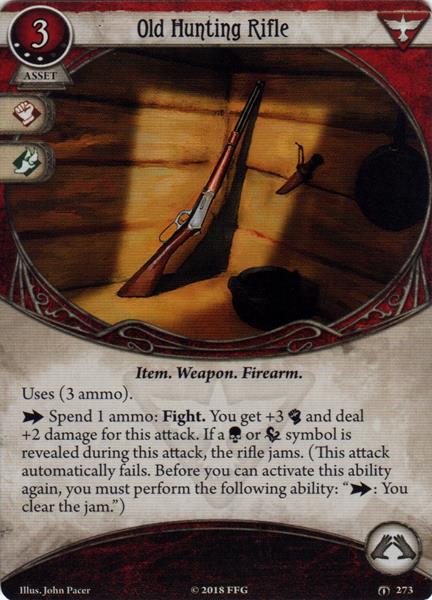 3
Old Hunting Rifle
ASSET
Item. Weapon. Firearm.
Uses (3 ammo).
Spend 1 ammo: Fight. You get +3 and deal
+2 damage for this attack. If a or symbol is
revealed during this attack, the rifle jams. (This attack
automatically fails. Before you can activate this ability
again, you must perform the following ability: “: You
clear the jam.”)
Illus. John Pacer
© 2018 FFG
273